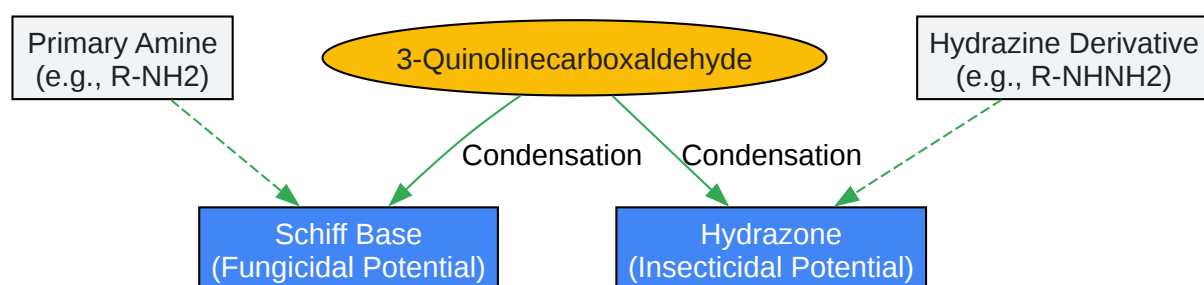 Primary Amine
(e.g., R-NH2)
3-Quinolinecarboxaldehyde
Hydrazine Derivative
(e.g., R-NHNH2)
Condensation
Condensation
Schiff Base
(Fungicidal Potential)
Hydrazone
(Insecticidal Potential)